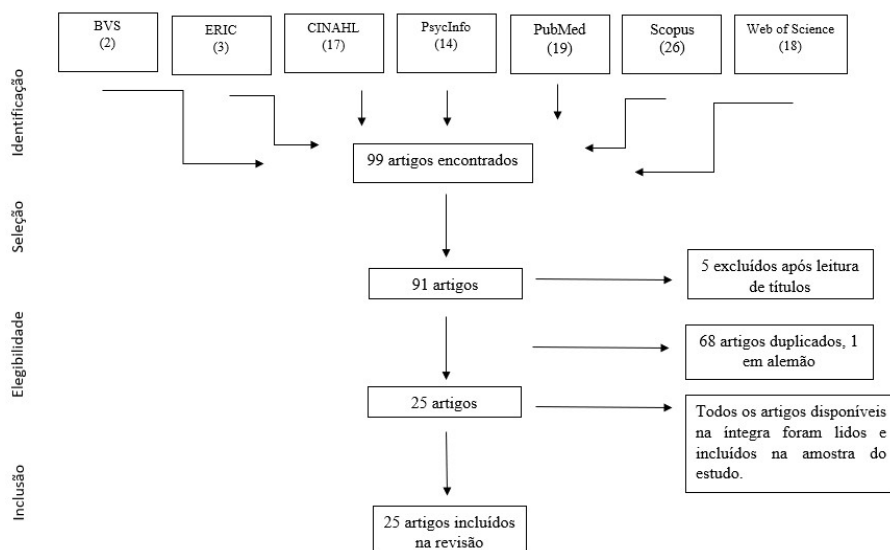 BVS
(2)
ERIC
(3)
CINAHL
(17)
PsycInfo
(14)
PubMed
(19)
Scopus
(26)
Web of Science
(18)
Identificação
99 artigos encontrados
Seleção
91 artigos
5 excluídos após leitura
de títulos
Elegibilidade
68 artigos duplicados, 1
em alemão
25 artigos
Todos os artigos disponíveis
na íntegra foram lidos e
incluídos na amostra do
estudo.
Inclusão
25 artigos incluídos
na revisão